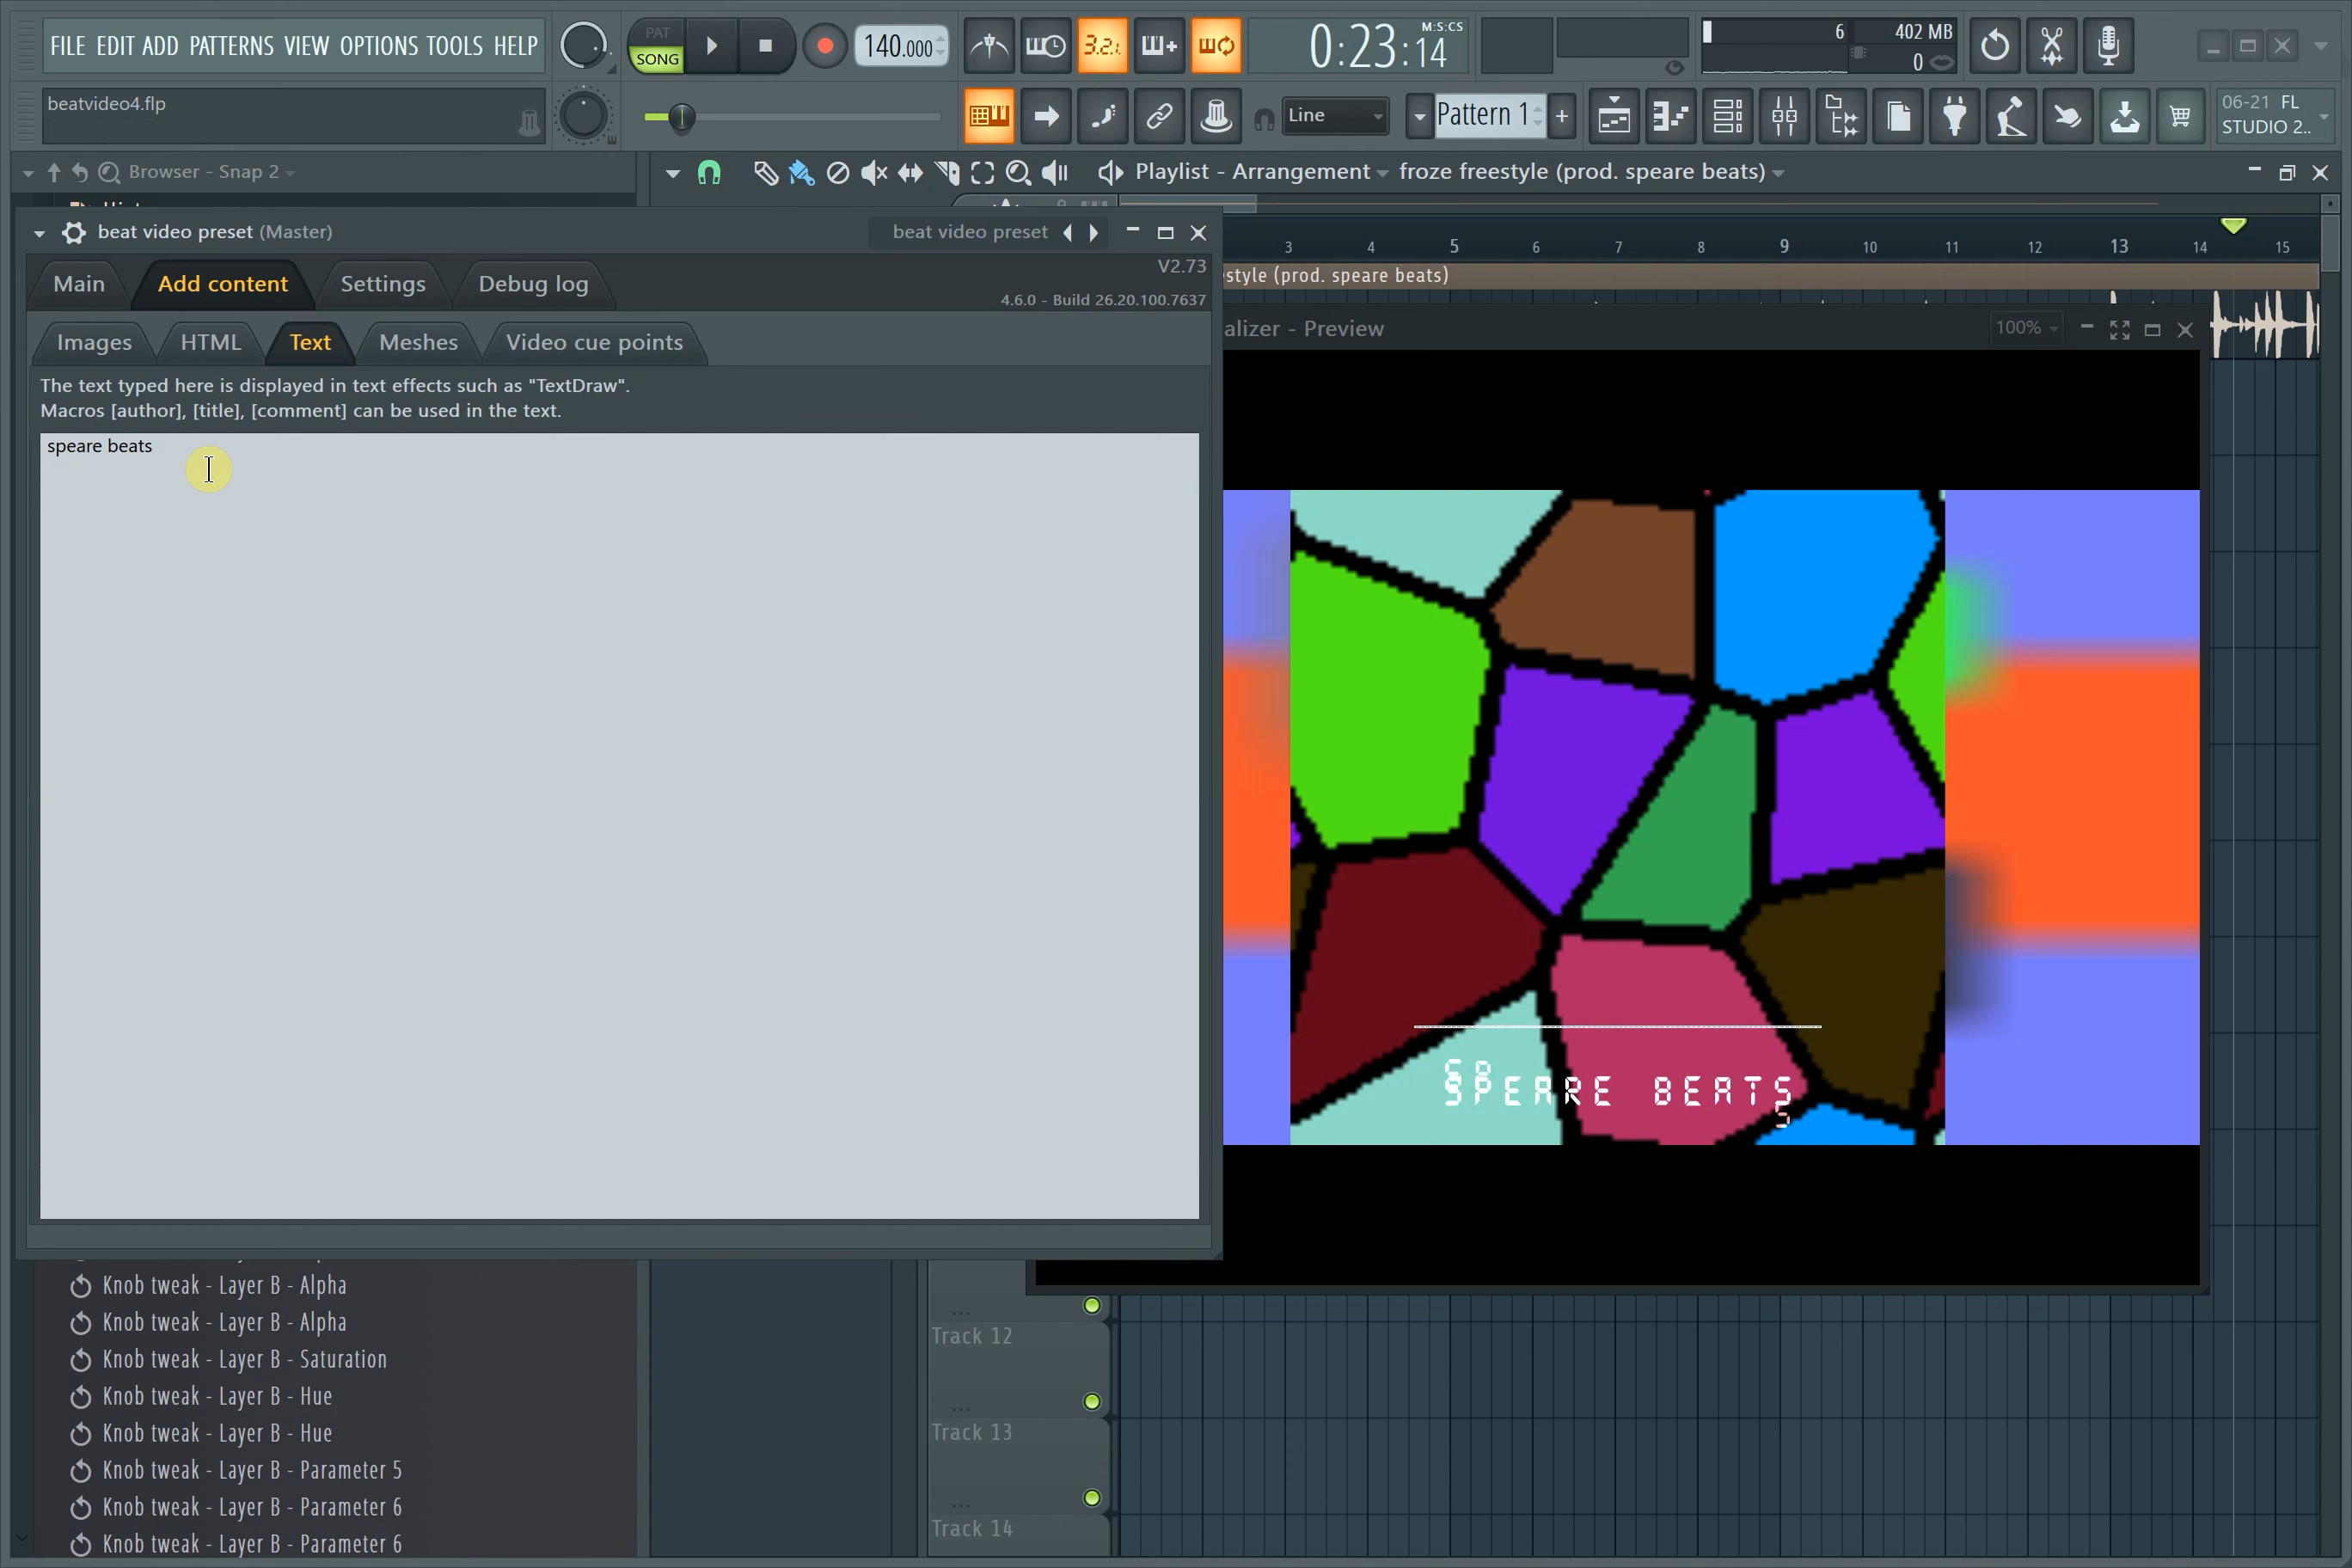 FILE EDIT ADD PATTERNS VIEW OPTIONS TOOLS HELP
PAT
SONG
140.000
3.2.1.
0:23:14
M:S:CS
6
402 MB
0
beatvideo4.flp
Line
Pattern 1
+
06-21 FL
STUDIO 2..
Browser - Snap 2
Playlist - Arrangement
froze freestyle (prod. speare beats)
beat video preset (Master)
beat video preset
Main
Add content
Settings
Debug log
V2.73
4.6.0 - Build 26.20.100.7637
Images
HTML
Text
Meshes
Video cue points
The text typed here is displayed in text effects such as "TextDraw".
Macros [author], [title], [comment] can be used in the text.
speare beats
3 4 5 6 7 8 9 10 11 12 13 14 15
style (prod. speare beats)
alizer - Preview
100%
SPEARE BEATS
Knob tweak - Layer B - Alpha
Knob tweak - Layer B - Alpha
Knob tweak - Layer B - Saturation
Knob tweak - Layer B - Hue
Knob tweak - Layer B - Hue
Knob tweak - Layer B - Parameter 5
Knob tweak - Layer B - Parameter 6
Knob tweak - Layer B - Parameter 6
Track 12
Track 13
Track 14